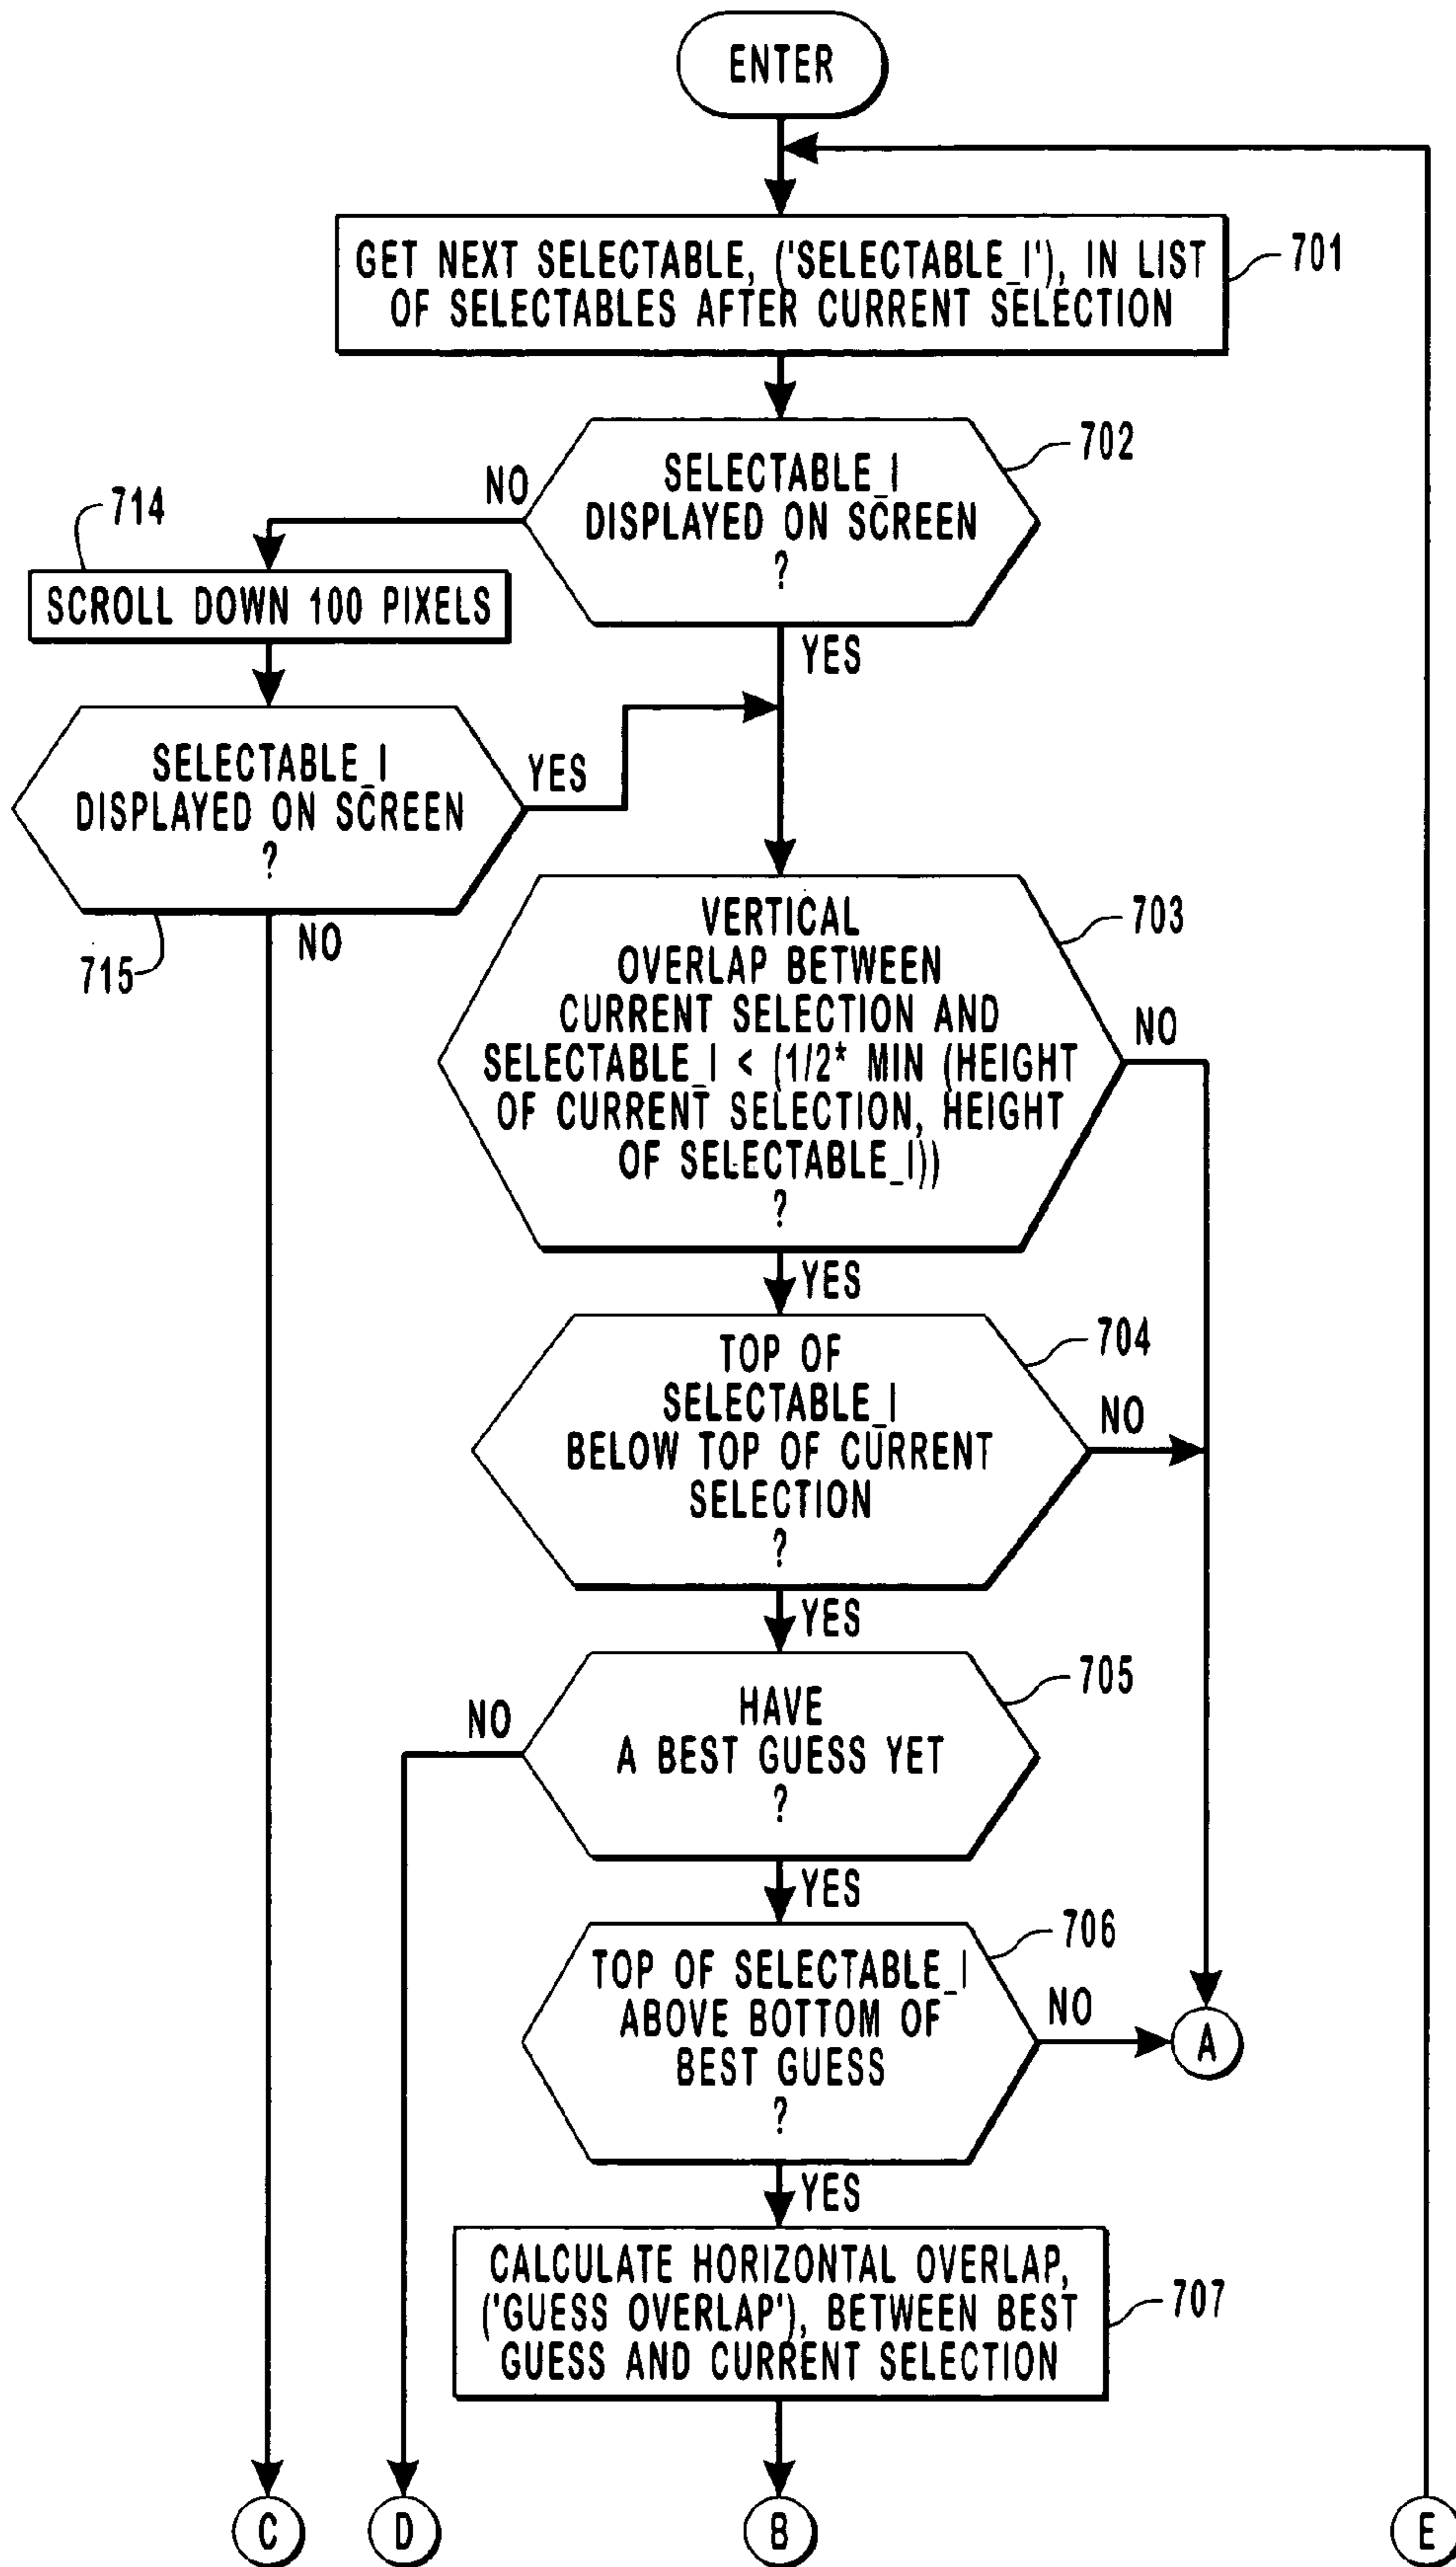 ENTER
GET NEXT SELECTABLE, ('SELECTABLE_I'), IN LIST
OF SELECTABLES AFTER CURRENT SELECTION
701
SELECTABLE_I
DISPLAYED ON SCREEN
?
702
NO
YES
714
SCROLL DOWN 100 PIXELS
SELECTABLE_I
DISPLAYED ON SCREEN
?
YES
NO
715
VERTICAL
OVERLAP BETWEEN
CURRENT SELECTION AND
SELECTABLE_I < (1/2* MIN (HEIGHT
OF CURRENT SELECTION, HEIGHT
OF SELECTABLE_I))
?
703
NO
YES
TOP OF
SELECTABLE_I
BELOW TOP OF CURRENT
SELECTION
?
704
NO
YES
HAVE
A BEST GUESS YET
?
705
NO
YES
TOP OF SELECTABLE_I
ABOVE BOTTOM OF
BEST GUESS
?
706
NO
A
YES
CALCULATE HORIZONTAL OVERLAP,
('GUESS OVERLAP'), BETWEEN BEST
GUESS AND CURRENT SELECTION
707
C
D
B
E